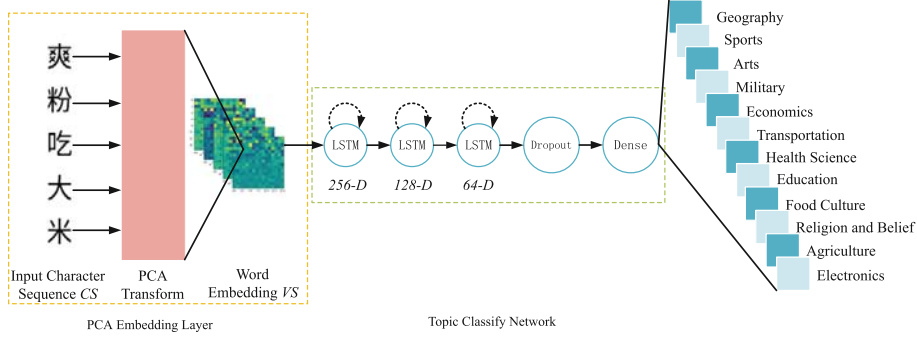 爽
粉
吃
大
米
Input Character
Sequence CS
PCA
Transform
Word
Embedding VS
PCA Embedding Layer
LSTM
LSTM
LSTM
Dropout
Dense
256-D
128-D
64-D
Topic Classify Network
Geography
Sports
Arts
Military
Economics
Transportation
Health Science
Education
Food Culture
Religion and Belief
Agriculture
Electronics